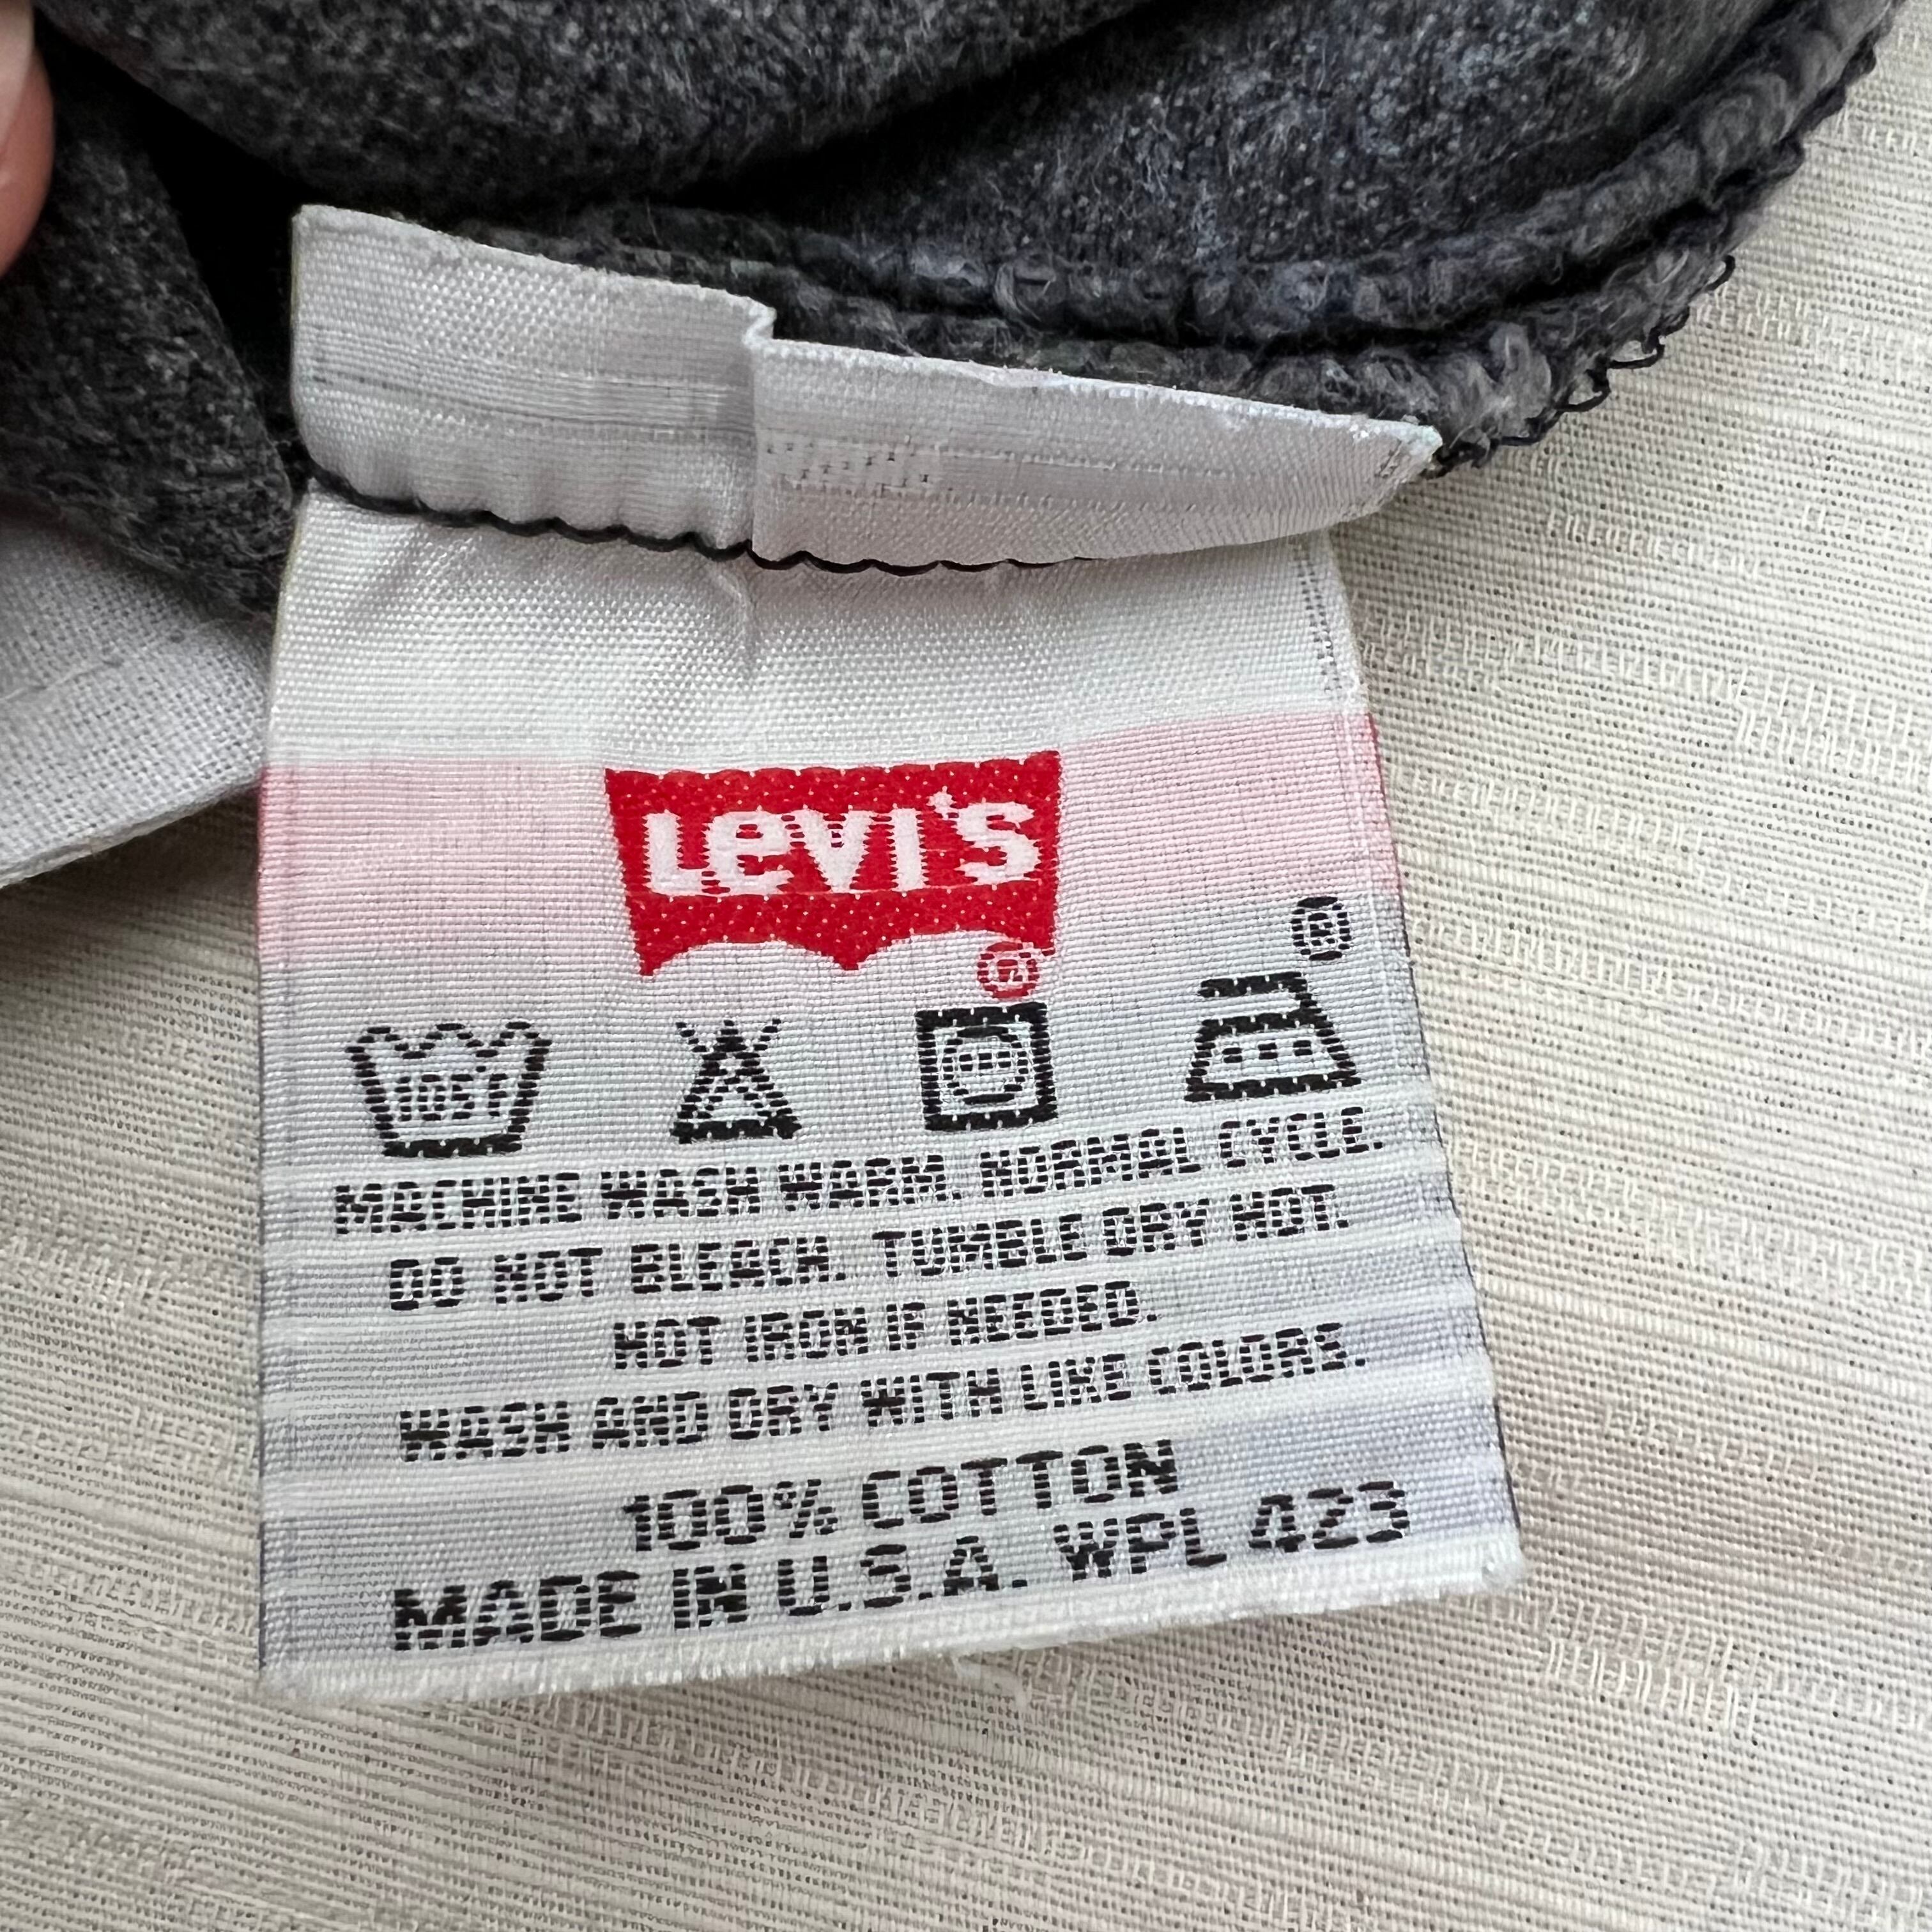 Levi's
®
®
105°F
MACHINE WASH WARM. NORMAL CYCLE.
DO NOT BLEACH. TUMBLE DRY HOT.
HOT IRON IF NEEDED.
WASH AND DRY WITH LIKE COLORS.
100% COTTON
MADE IN U.S.A. WPL 423